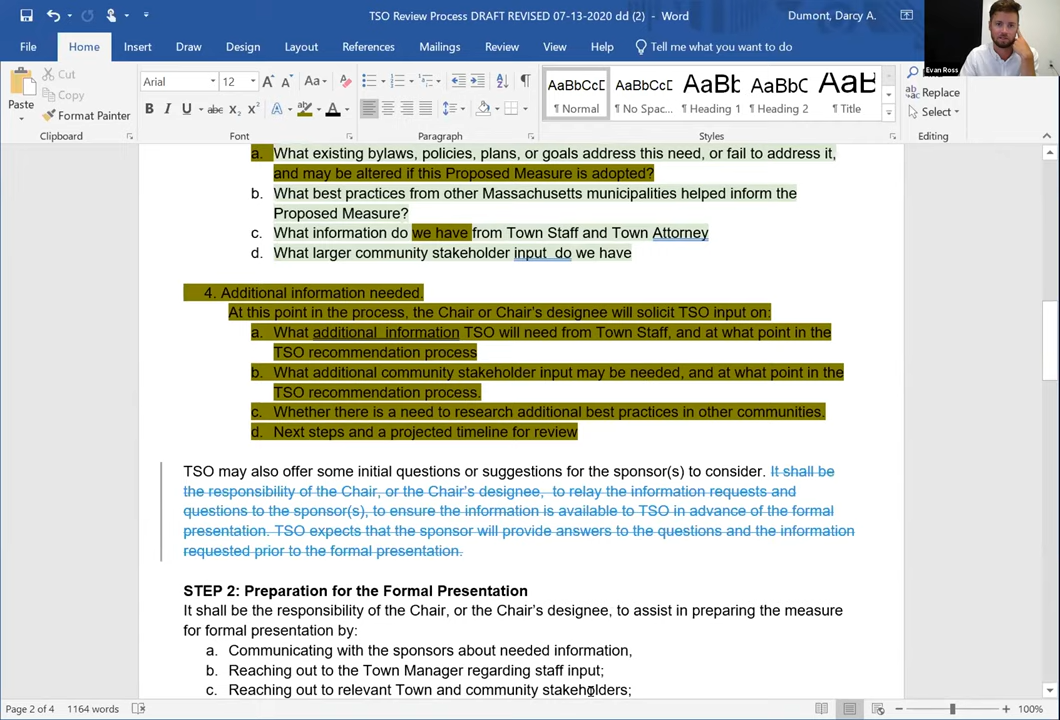 TSO Review Process DRAFT REVISED 07-13-2020 dd (2) - Word
Dumont, Darcy A.
File Home Insert Draw Design Layout References Mailings Review View Help Tell me what you want to do
Evan Ross
Paste
Cut
Copy
Format Painter
Clipboard
Arial 12
Font
Paragraph
AaBbCcD AaBbCcD AaBb( AaBbC AaB
¶ Normal ¶ No Spac... ¶ Heading 1 ¶ Heading 2 ¶ Title
Styles
Replace
Select
Editing
a. What existing bylaws, policies, plans, or goals address this need, or fail to address it,
and may be altered if this Proposed Measure is adopted?
b. What best practices from other Massachusetts municipalities helped inform the
Proposed Measure?
c. What information do we have from Town Staff and Town Attorney
d. What larger community stakeholder input  do we have
4. Additional information needed.
At this point in the process, the Chair or Chair's designee will solicit TSO input on:
a. What additional  information TSO will need from Town Staff, and at what point in the
TSO recommendation process
b. What additional community stakeholder input may be needed, and at what point in the
TSO recommendation process.
c. Whether there is a need to research additional best practices in other communities.
d. Next steps and a projected timeline for review
TSO may also offer some initial questions or suggestions for the sponsor(s) to consider. It shall be
the responsibility of the Chair, or the Chair's designee,  to relay the information requests and
questions to the sponsor(s), to ensure the information is available to TSO in advance of the formal
presentation. TSO expects that the sponsor will provide answers to the questions and the information
requested prior to the formal presentation.
STEP 2: Preparation for the Formal Presentation
It shall be the responsibility of the Chair, or the Chair's designee, to assist in preparing the measure
for formal presentation by:
a. Communicating with the sponsors about needed information,
b. Reaching out to the Town Manager regarding staff input;
c. Reaching out to relevant Town and community stakeholders;
Page 2 of 4 1164 words 100%